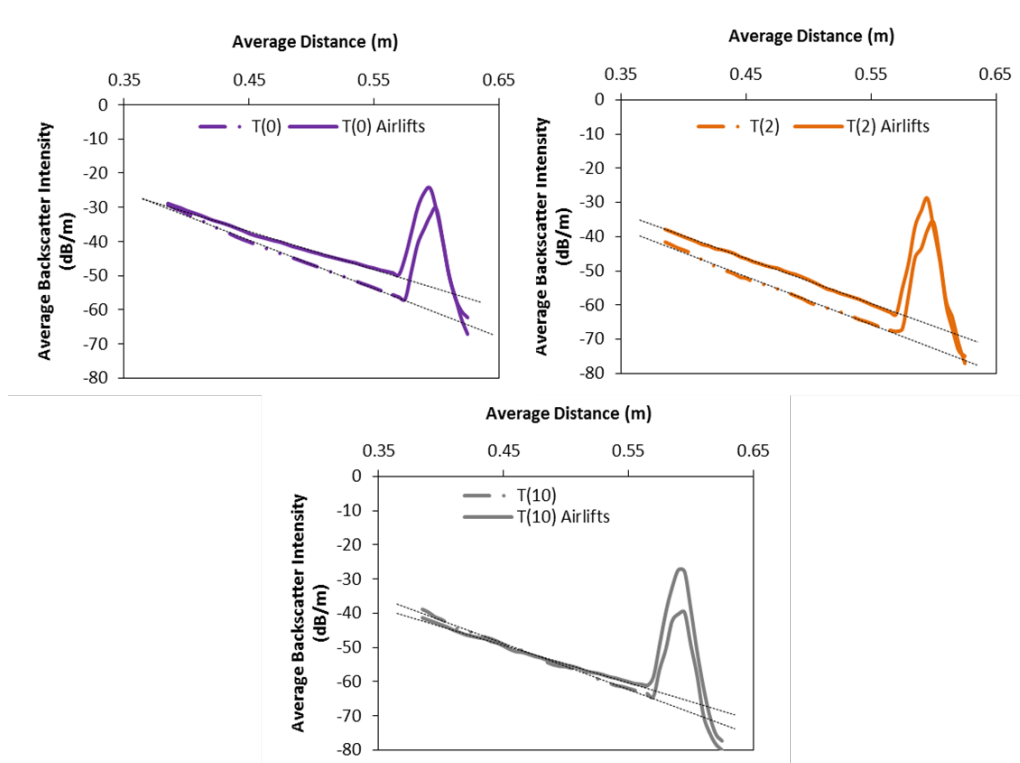 Average Distance (m)
0.35 0.45 0.55 0.65
0
-10
-20
-30
-40
-50
-60
-70
-80
Average Backscatter Intensity
(dB/m)
T(0) T(0) Airlifts
Average Distance (m)
0.35 0.45 0.55 0.65
0
-10
-20
-30
-40
-50
-60
-70
-80
Average Backscatter Intensity
(dB/m)
T(2) T(2) Airlifts
Average Distance (m)
0.35 0.45 0.55 0.65
0
-10
-20
-30
-40
-50
-60
-70
-80
Average Backscatter Intensity
(dB/m)
T(10)
T(10) Airlifts